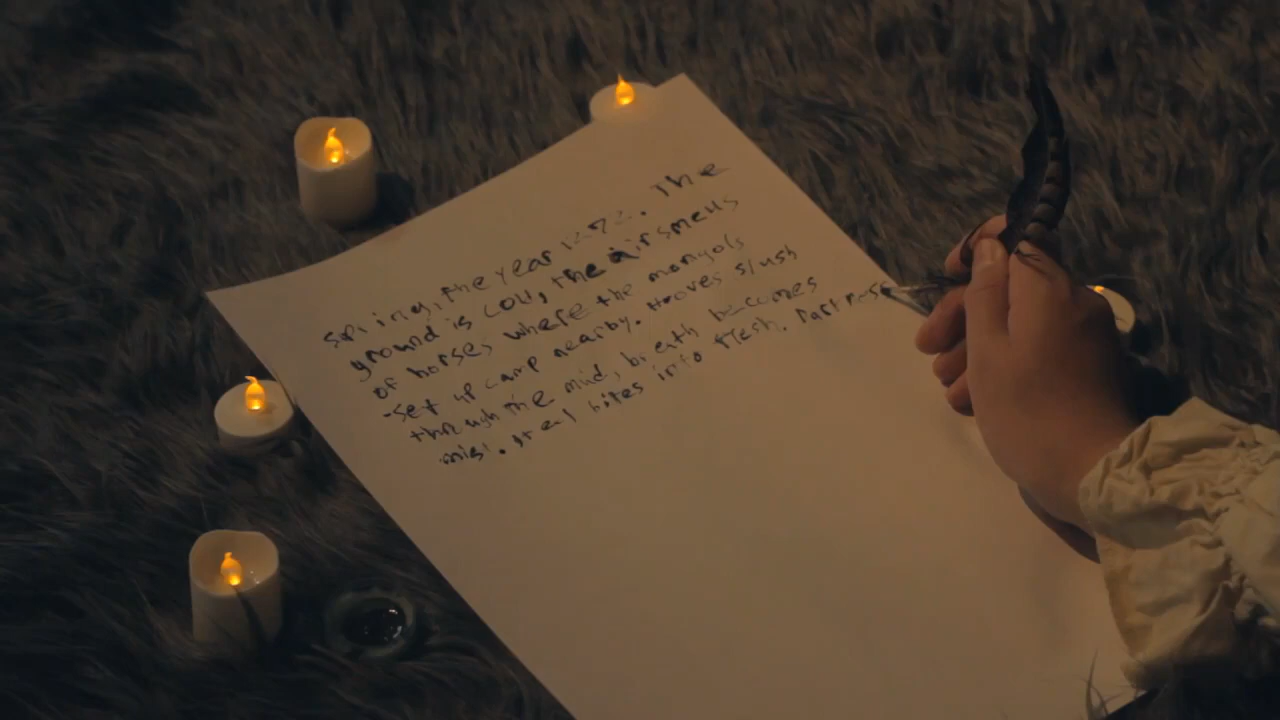 spring, the year 1272. The
ground is cold, the air smells
of horses where the mongols
-set up camp nearby. Hooves slush
through the mud, breath becomes
mist. steel bites into flesh. Darkness